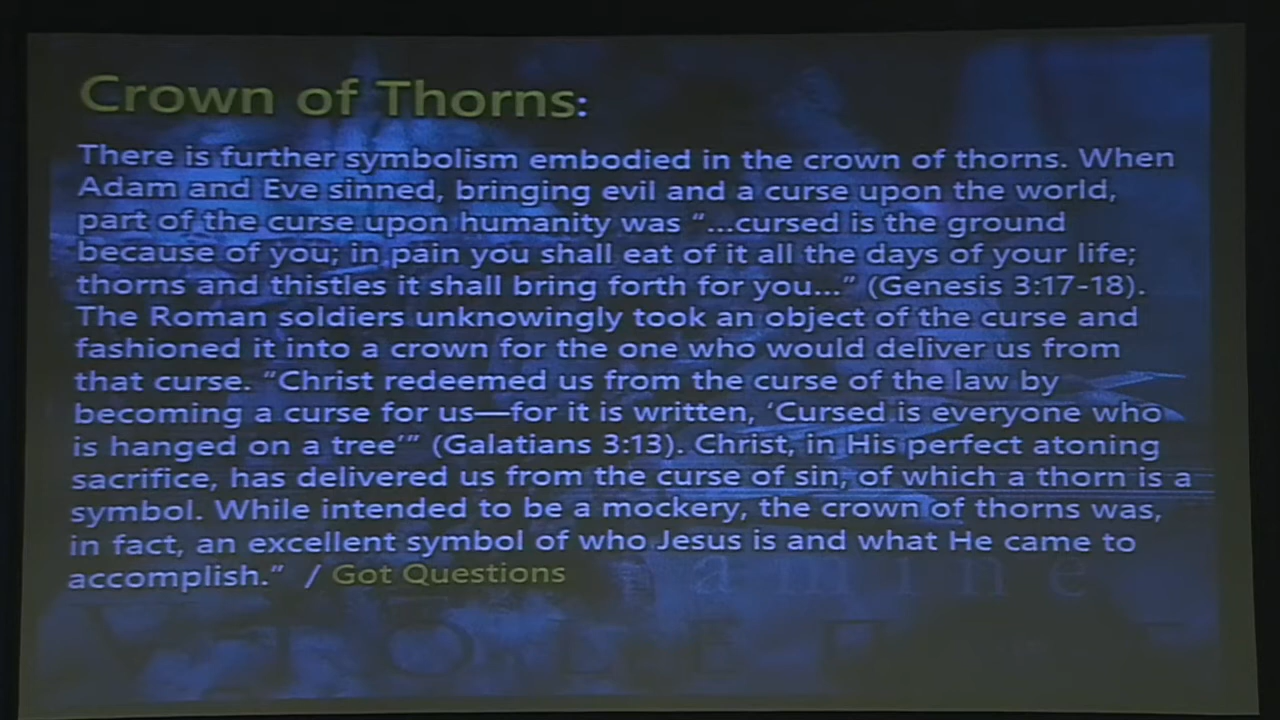 Crown of Thorns:
There is further symbolism embodied in the crown of thorns. When
Adam and Eve sinned, bringing evil and a curse upon the world,
part of the curse upon humanity was “...cursed is the ground
because of you; in pain you shall eat of it all the days of your life;
thorns and thistles it shall bring forth for you...” (Genesis 3:17-18).
The Roman soldiers unknowingly took an object of the curse and
fashioned it into a crown for the one who would deliver us from
that curse. “Christ redeemed us from the curse of the law by
becoming a curse for us—for it is written, ‘Cursed is everyone who
is hanged on a tree’” (Galatians 3:13). Christ, in His perfect atoning
sacrifice, has delivered us from the curse of sin, of which a thorn is a
symbol. While intended to be a mockery, the crown of thorns was,
in fact, an excellent symbol of who Jesus is and what He came to
accomplish.” / Got Questions